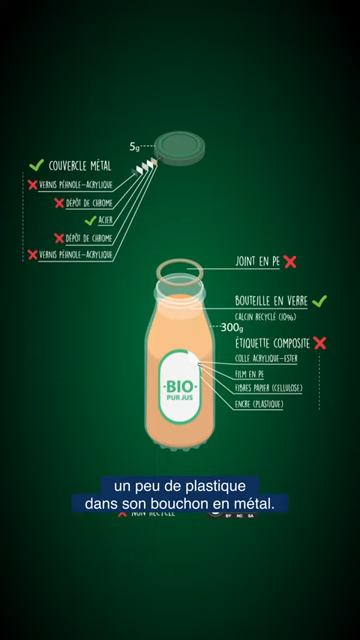 5g
COUVERCLE MÉTAL
VERNIS PÉHNOLE-ACRYLIQUE
DÉPÔT DE CHROME
ACIER
DÉPÔT DE CHROME
VERNIS PÉHNOLE-ACRYLIQUE
JOINT EN PE
BOUTEILLE EN VERRE
CALCIN RECYCLÉ (10%)
300g
ÉTIQUETTE COMPOSITE
COLLE ACRYLIQUE-ESTER
FILM EN PE
FIBRES PAPIER (CELLULOSE)
ENCRE (PLASTIQUE)
·BIO·
PUR JUS
un peu de plastique
dans son bouchon en métal.